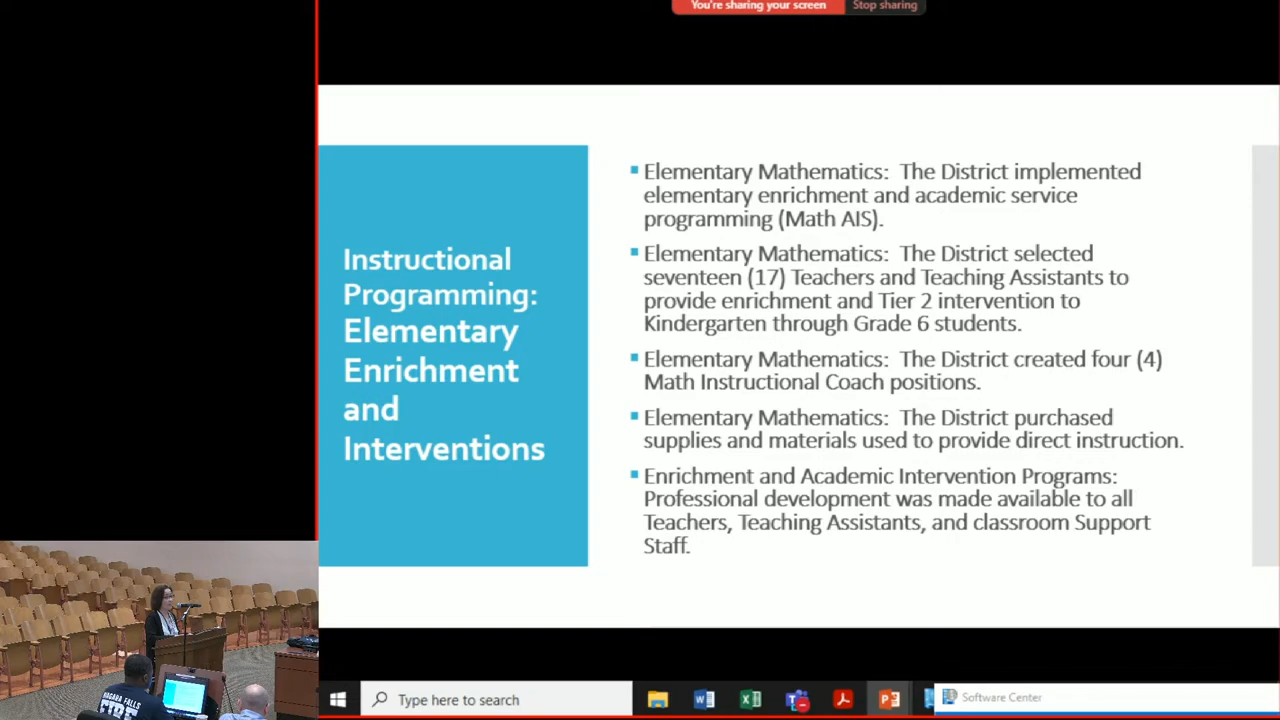 You're sharing your screen
Stop sharing
Instructional
Programming:
Elementary
Enrichment
and
Interventions
Elementary Mathematics: The District implemented
elementary enrichment and academic service
programming (Math AIS).
Elementary Mathematics: The District selected
seventeen (17) Teachers and Teaching Assistants to
provide enrichment and Tier 2 intervention to
Kindergarten through Grade 6 students.
Elementary Mathematics: The District created four (4)
Math Instructional Coach positions.
Elementary Mathematics: The District purchased
supplies and materials used to provide direct instruction.
Enrichment and Academic Intervention Programs:
Professional development was made available to all
Teachers, Teaching Assistants, and classroom Support
Staff.
Type here to search
Software Center
NIAGARA FALLS